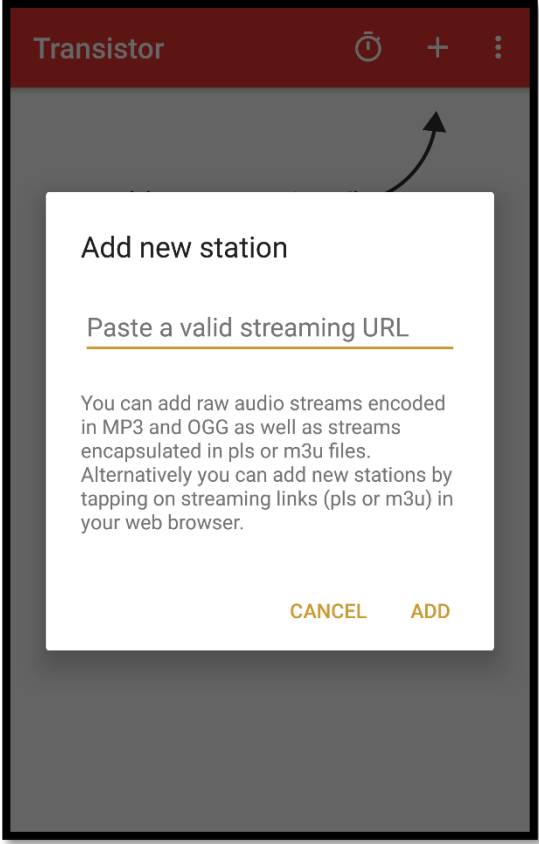 Transistor
Add new station
Paste a valid streaming URL
You can add raw audio streams encoded
in MP3 and OGG as well as streams
encapsulated in pls or m3u files.
Alternatively you can add new stations by
tapping on streaming links (pls or m3u) in
your web browser.
CANCEL ADD